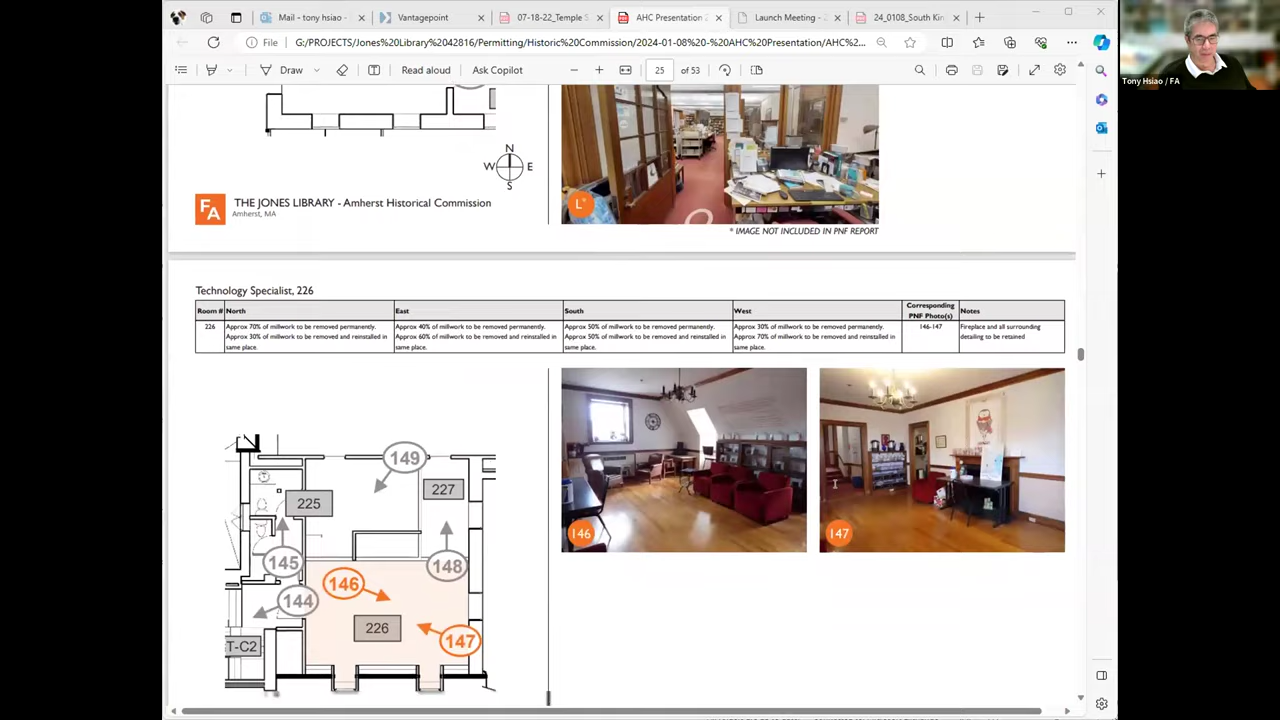 Mail - tony hsiao -
Vantagepoint
07-18-22_Temple S
AHC Presentation 2
Launch Meeting - 2
24_0108_South Kin
File
G:/PROJECTS/Jones%20Library%2042816/Permitting/Historic%20Commission/2024-01-08%20-%20AHC%20Presentation/AHC%...
Draw
Read aloud
Ask Copilot
25
of 53
Tony Hsiao / FA
N
W E
S
FA
THE JONES LIBRARY - Amherst Historical Commission
Amherst, MA
L*
* IMAGE NOT INCLUDED IN PNF REPORT
Technology Specialist, 226
Room # North East South West Corresponding PNF Photo(s) Notes
226 Approx 70% of millwork to be removed permanently. Approx 40% of millwork to be removed permanently. Approx 50% of millwork to be removed permanently. Approx 30% of millwork to be removed permanently. 146-147 Fireplace and all surrounding
Approx 30% of millwork to be removed and reinstalled in Approx 60% of millwork to be removed and reinstalled in Approx 50% of millwork to be removed and reinstalled in Approx 70% of millwork to be removed and reinstalled in detailing to be retained
same place. same place. same place. same place.
149
225
227
145
148
146
144
226
147
T-C2
146
147